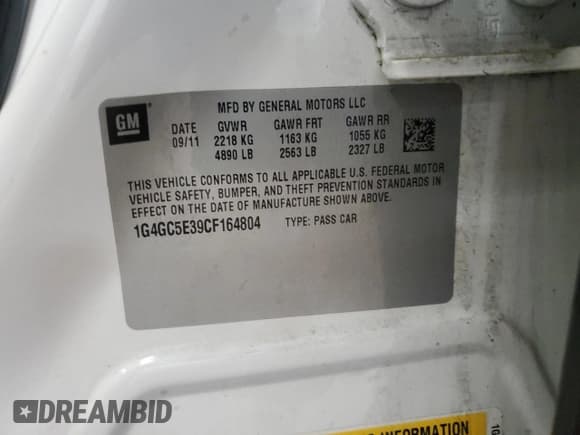 GM
MFD BY GENERAL MOTORS LLC
DATE GVWR GAWR FRT GAWR RR
09/11 2218 KG 1163 KG 1055 KG
4890 LB 2563 LB 2327 LB
THIS VEHICLE CONFORMS TO ALL APPLICABLE U.S. FEDERAL MOTOR
VEHICLE SAFETY, BUMPER, AND THEFT PREVENTION STANDARDS IN
EFFECT ON THE DATE OF MANUFACTURE SHOWN ABOVE.
1G4GC5E39CF164804 TYPE: PASS CAR
INFORMATION
DREAMBID